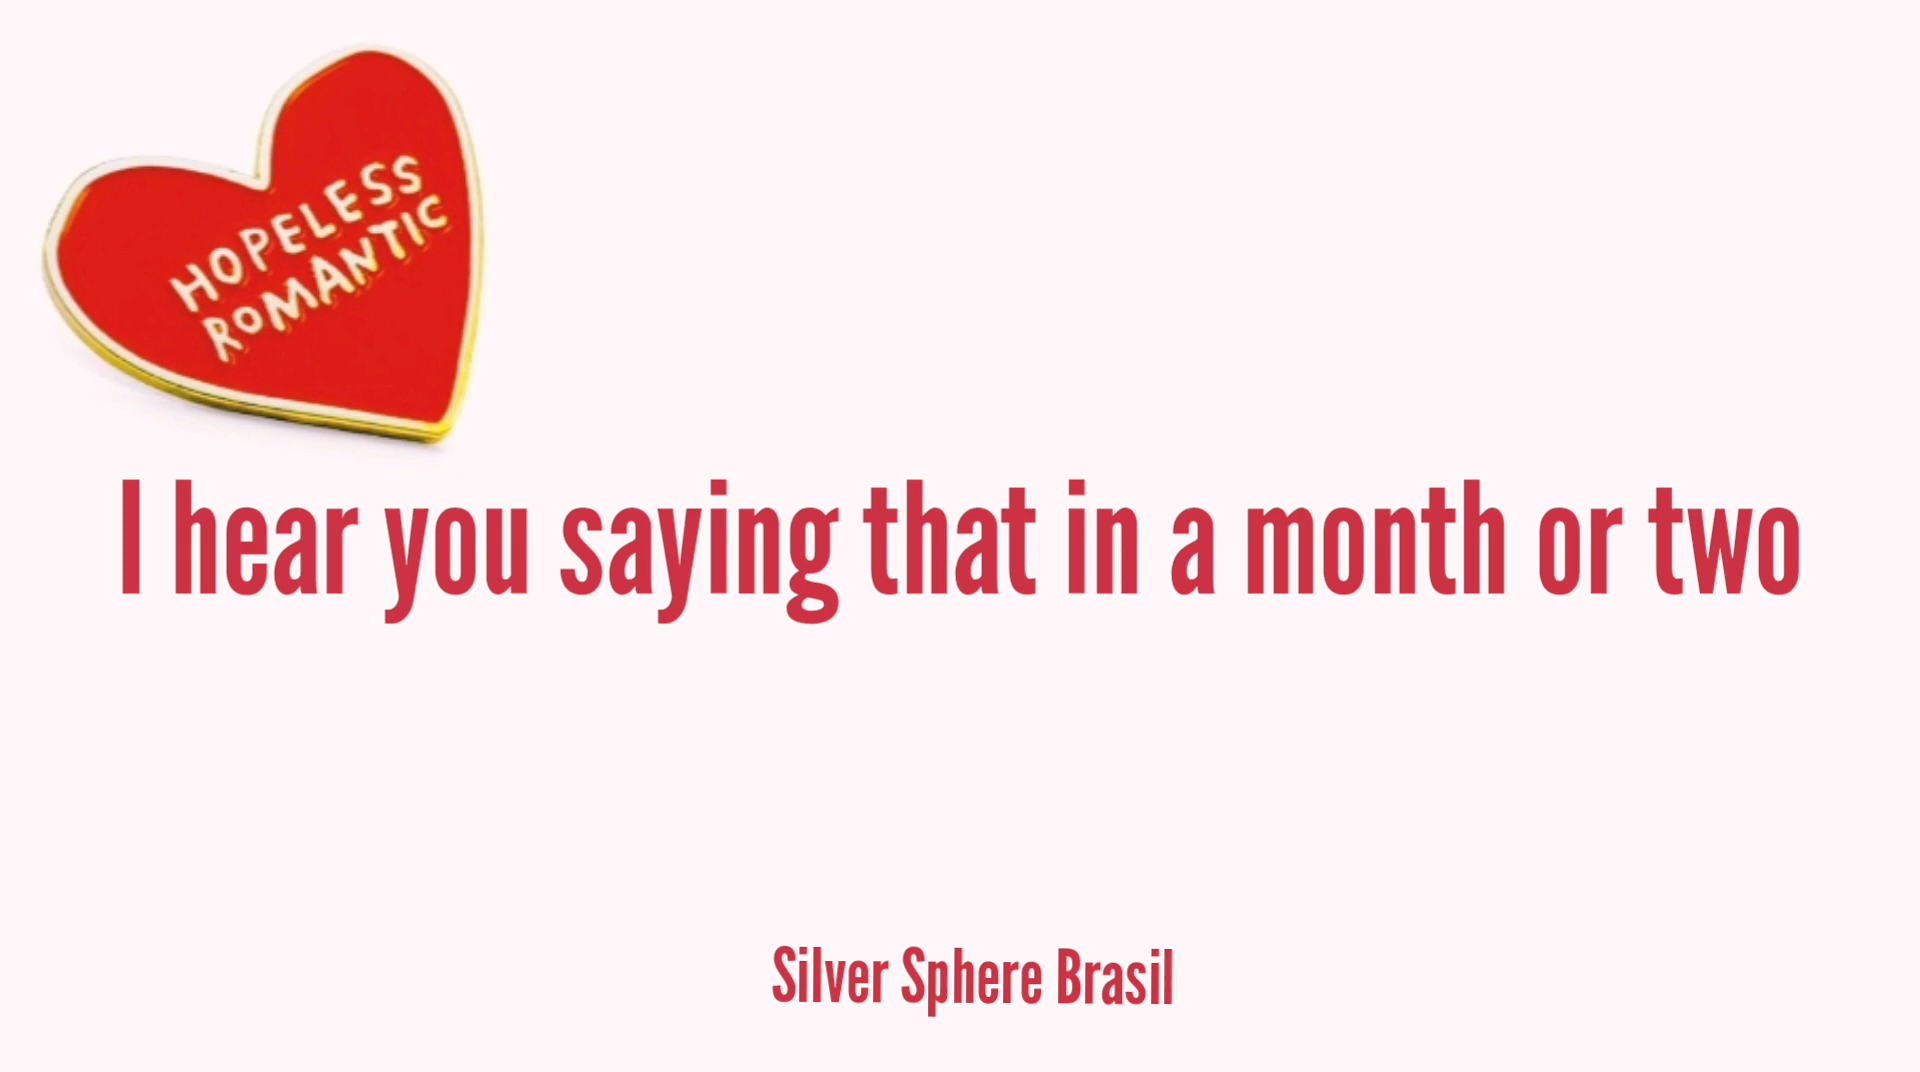 HOPELESS
ROMANTIC
I hear you saying that in a month or two
Silver Sphere Brasil